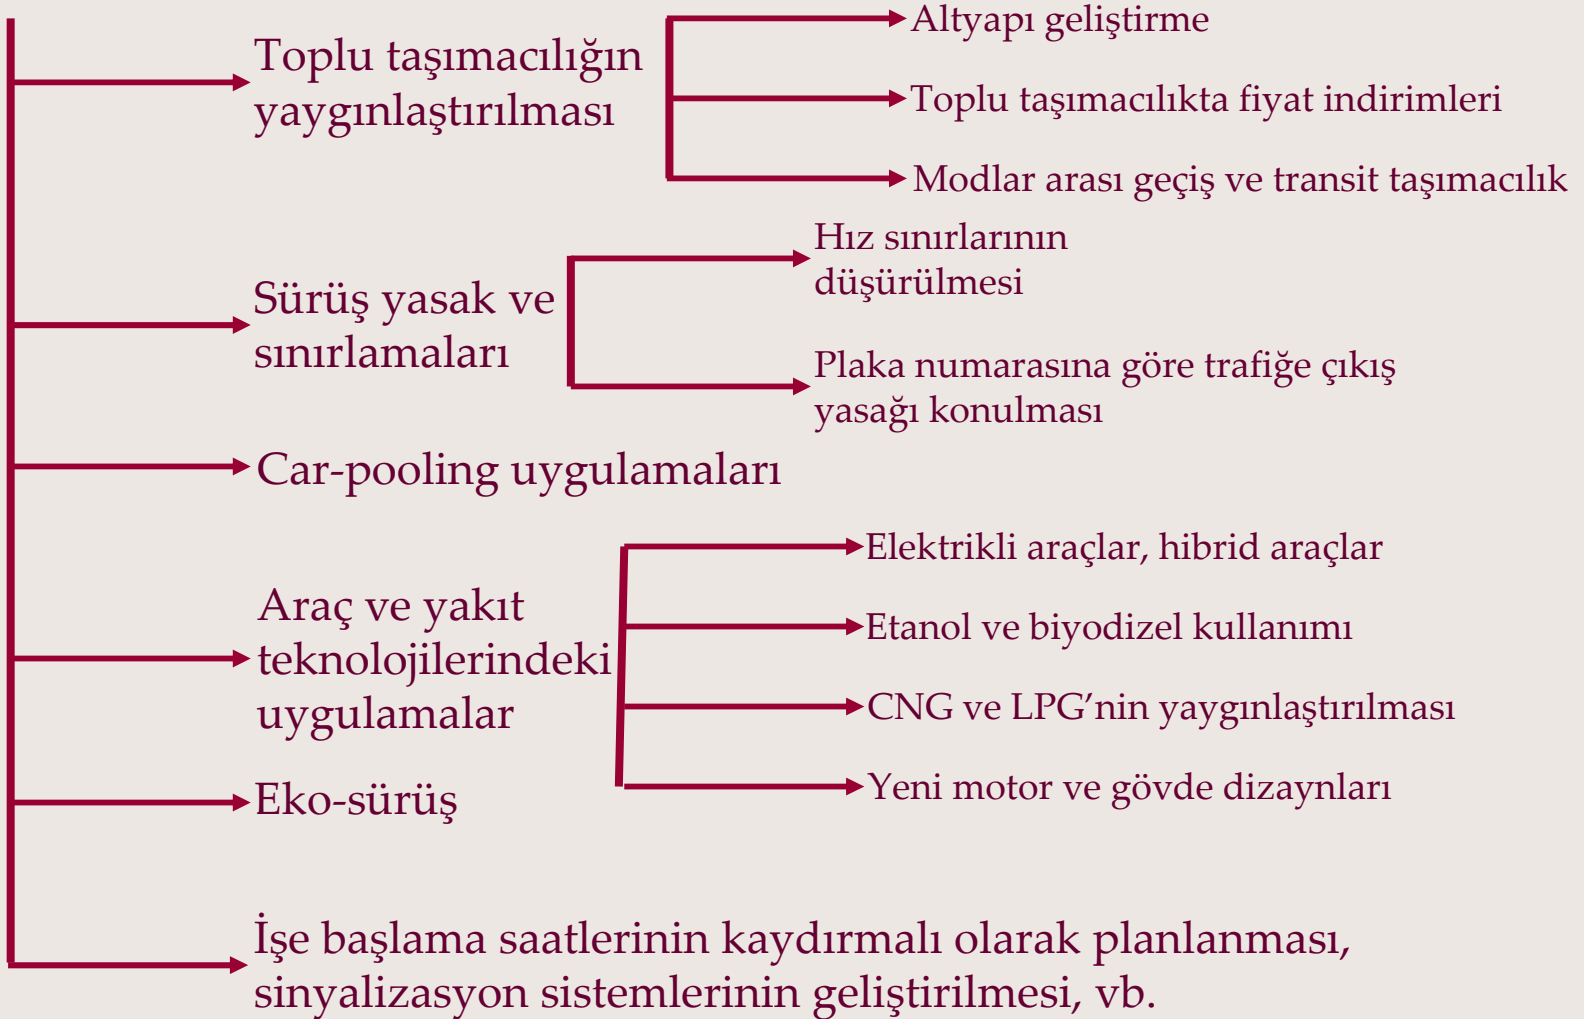 Toplu taşımacılığın
yaygınlaştırılması
Altyapı geliştirme
Toplu taşımacılıkta fiyat indirimleri
Modlar arası geçiş ve transit taşımacılık
Sürüş yasak ve
sınırlamaları
Hız sınırlarının
düşürülmesi
Plaka numarasına göre trafiğe çıkış
yasağı konulması
Car-pooling uygulamaları
Araç ve yakıt
teknolojilerindeki
uygulamalar
Elektrikli araçlar, hibrid araçlar
Etanol ve biyodizel kullanımı
CNG ve LPG’nin yaygınlaştırılması
Yeni motor ve gövde dizaynları
Eko-sürüş
İşe başlama saatlerinin kaydırmalı olarak planlanması,
sinyalizasyon sistemlerinin geliştirilmesi, vb.